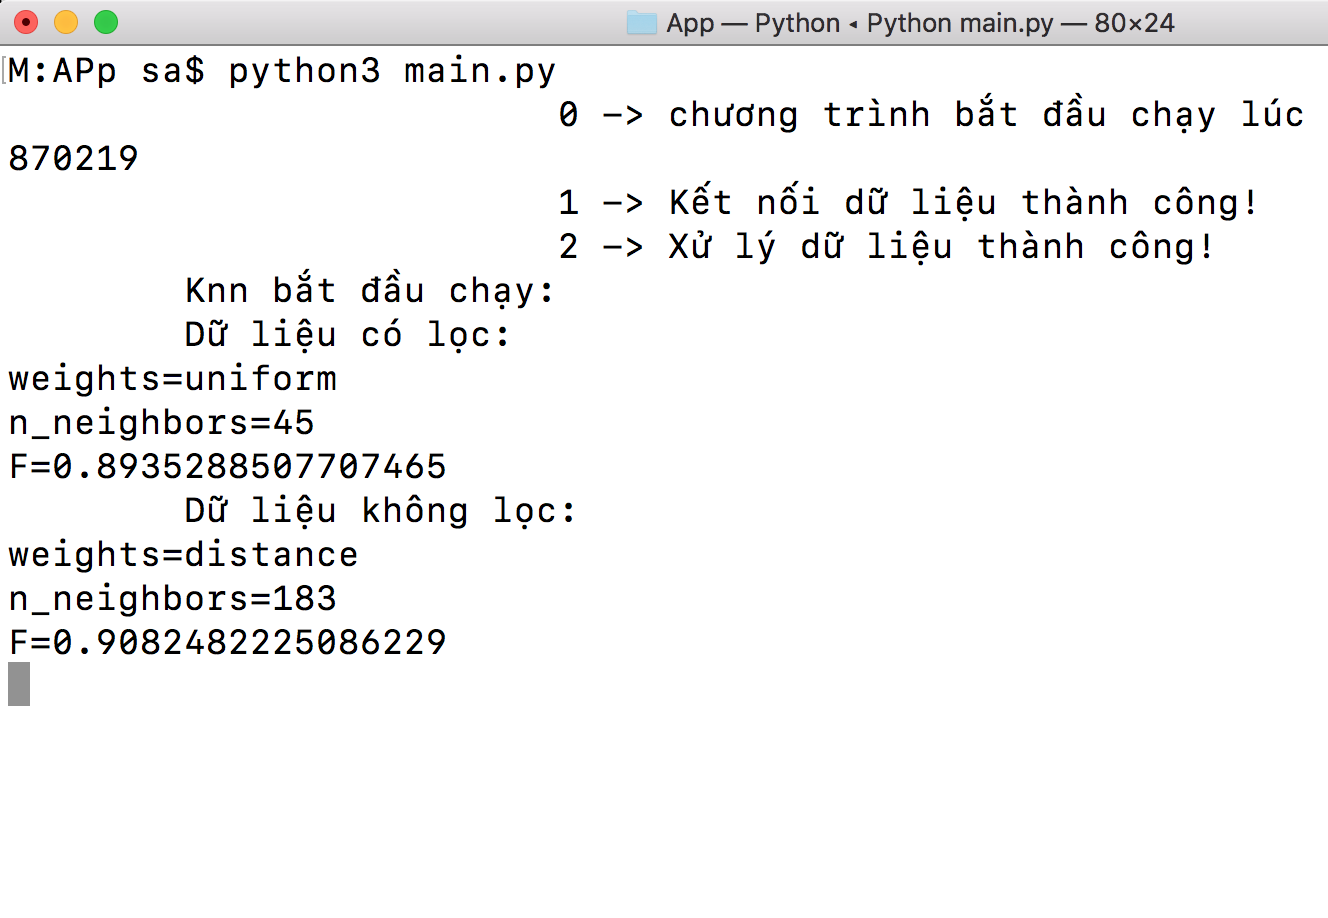 App — Python ◂ Python main.py — 80×24
M:APp sa$ python3 main.py
0 -> chương trình bắt đầu chạy lúc
870219
1 -> Kết nối dữ liệu thành công!
2 -> Xử lý dữ liệu thành công!
Knn bắt đầu chạy:
Dữ liệu có lọc:
weights=uniform
n_neighbors=45
F=0.8935288507707465
Dữ liệu không lọc:
weights=distance
n_neighbors=183
F=0.9082482225086229